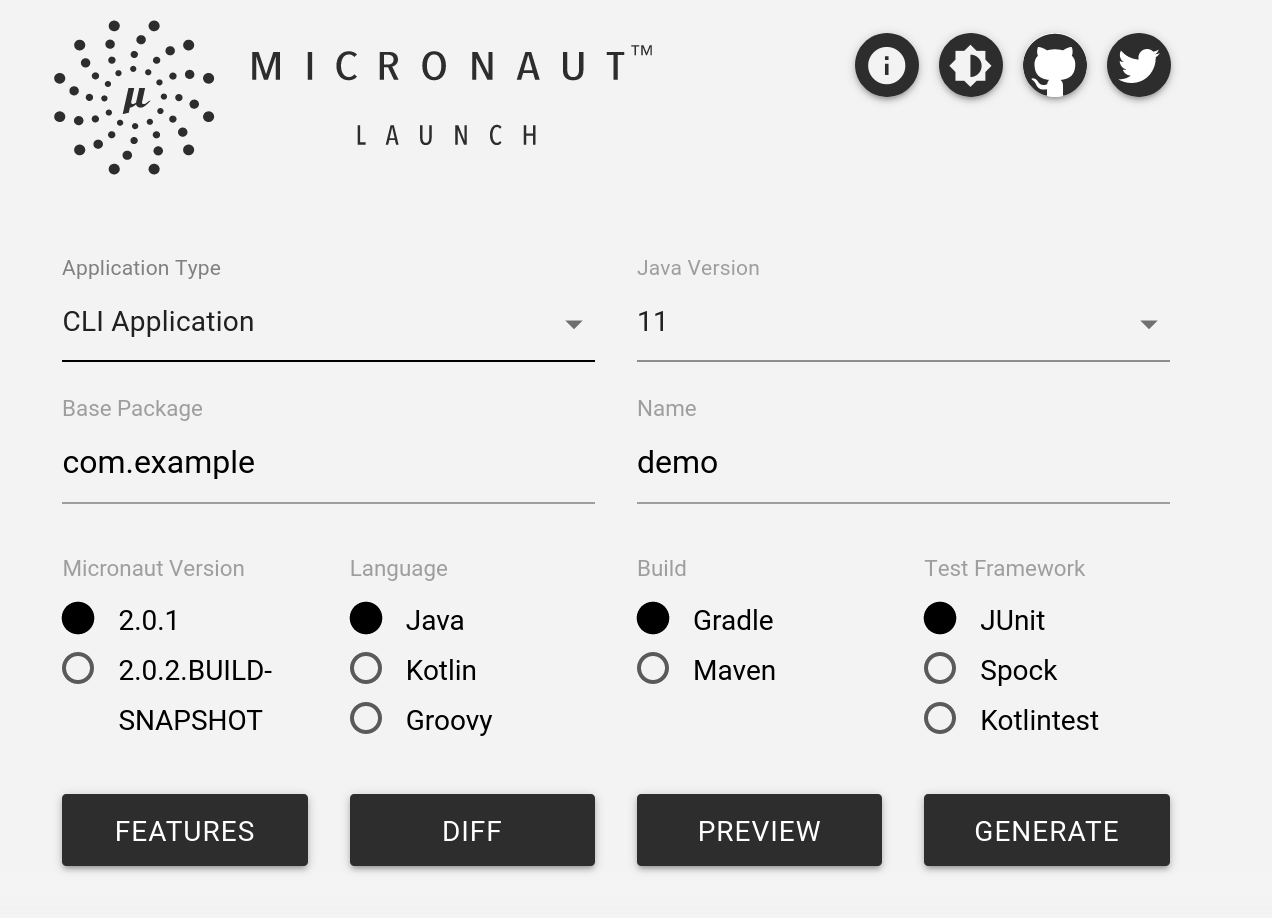 μ
MICRONAUT™
LAUNCH
Application Type
Java Version
CLI Application
11
Base Package
Name
com.example
demo
Micronaut Version
Language
Build
Test Framework
2.0.1
Java
Gradle
JUnit
2.0.2.BUILD-
Kotlin
Maven
Spock
SNAPSHOT
Groovy
Kotlintest
FEATURES
DIFF
PREVIEW
GENERATE